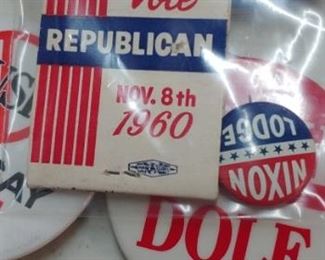 Vote
REPUBLICAN
NOV. 8th
1960
LODGE
NIXON
DOLE